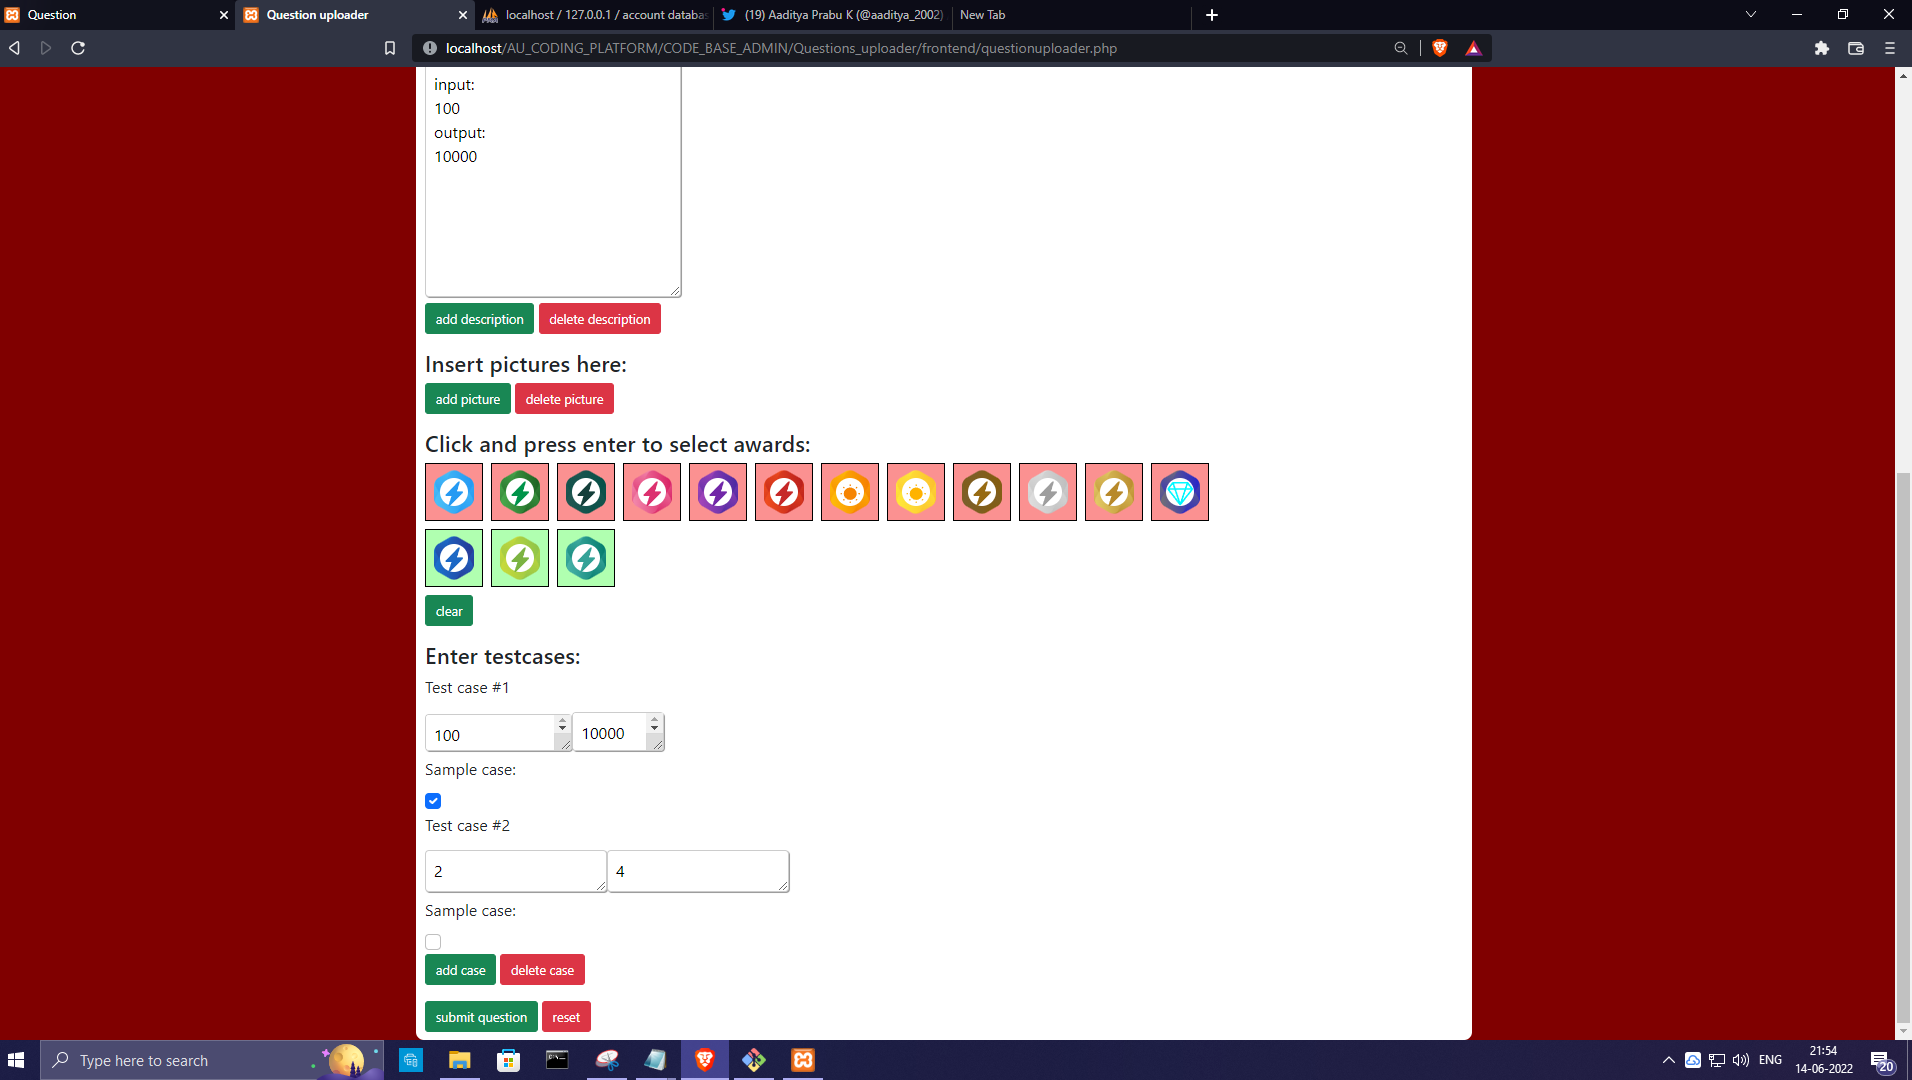 Question
Question uploader
localhost / 127.0.0.1 / account databas
(19) Aaditya Prabu K (@aaditya_2002)
New Tab
localhost/AU_CODING_PLATFORM/CODE_BASE_ADMIN/Questions_uploader/frontend/questionuploader.php
input:
100
output:
10000
add description delete description
Insert pictures here:
add picture delete picture
Click and press enter to select awards:
clear
Enter testcases:
Test case #1
100 10000
Sample case:
Test case #2
2 4
Sample case:
add case delete case
submit question reset
Type here to search
ENG
21:54
14-06-2022
20